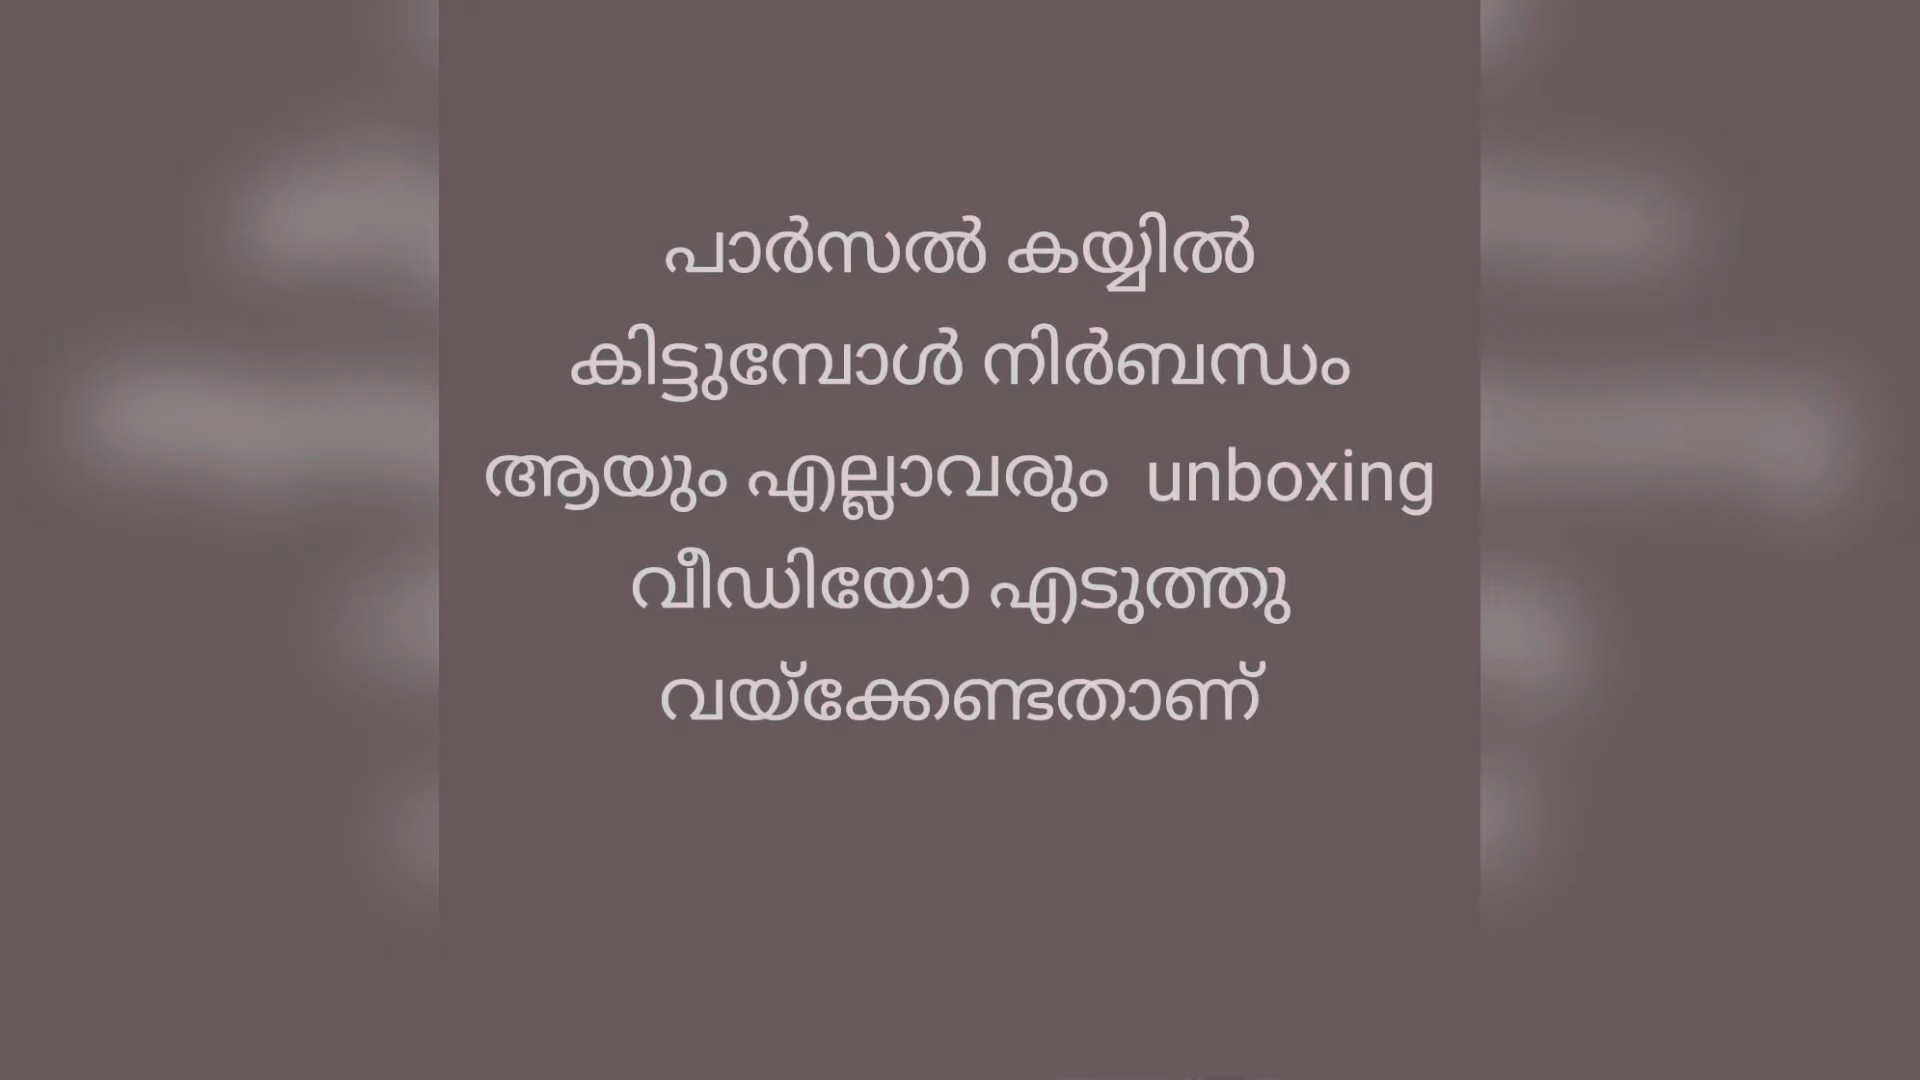 പാർസൽ കയ്യിൽ
കിട്ടുമ്പോൾ നിർബന്ധം
ആയും എല്ലാവരും unboxing
വീഡിയോ എടുത്തു
വയ്ക്കേണ്ടതാണ്